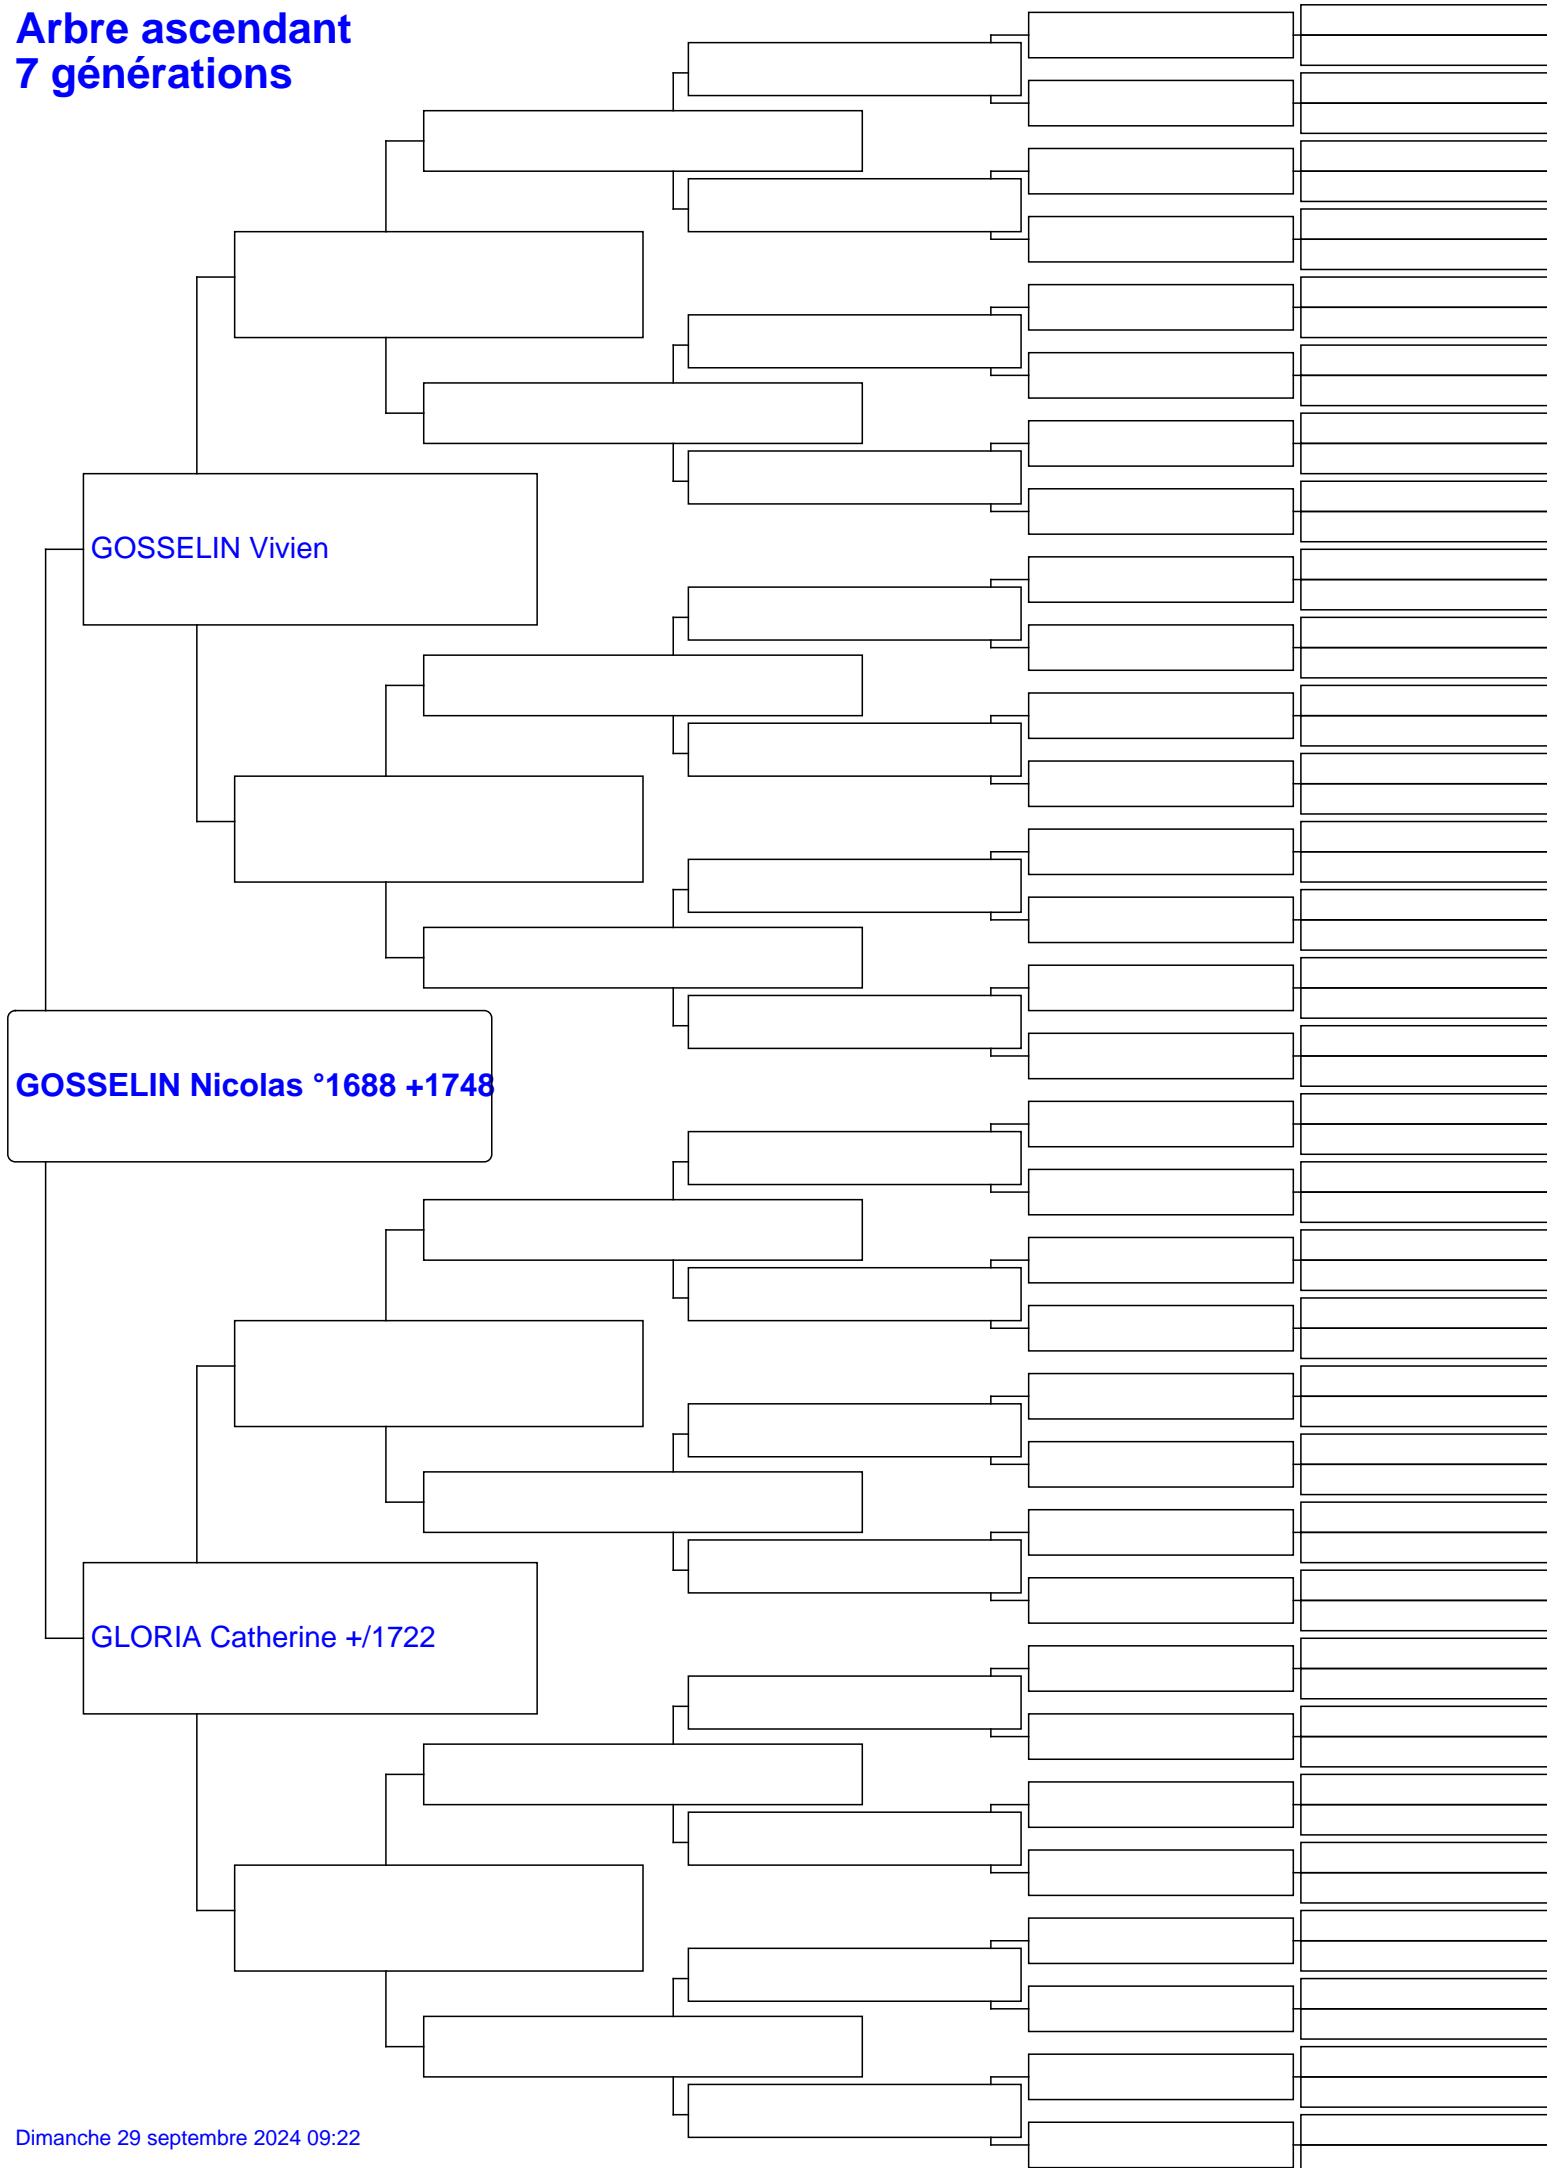 Arbre ascendant
7 générations
GOSSELIN Vivien
GOSSELIN Nicolas °1688 +1748
GLORIA Catherine +/1722
Dimanche 29 septembre 2024 09:22